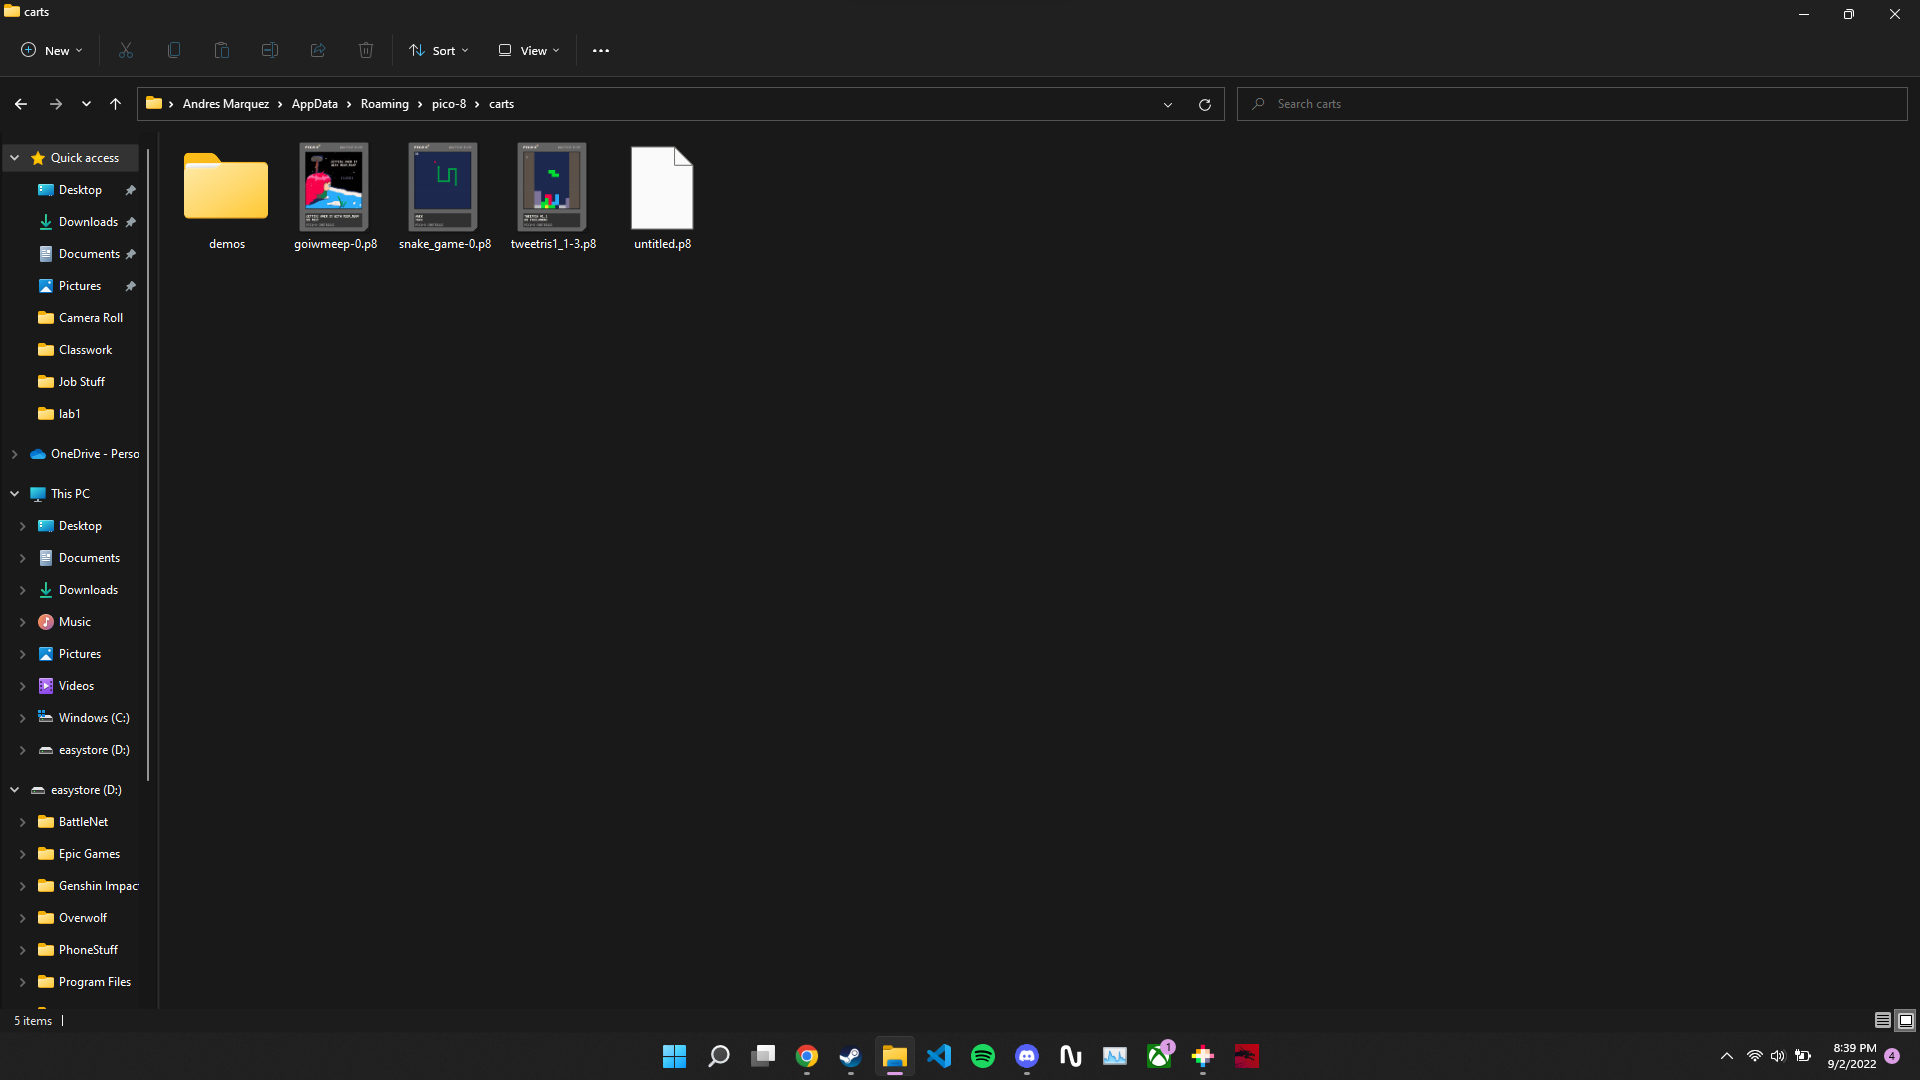 carts
New
Sort
View
Andres Marquez
AppData
Roaming
pico-8
carts
Search carts
Quick access
Desktop
Downloads
Documents
Pictures
Camera Roll
Classwork
Job Stuff
lab1
OneDrive - Perso
This PC
Desktop
Documents
Downloads
Music
Pictures
Videos
Windows (C:)
easystore (D:)
easystore (D:)
BattleNet
Epic Games
Genshin Impac
Overwolf
PhoneStuff
Program Files
demos
goiwmeep-0.p8
snake_game-0.p8
tweetris1_1-3.p8
untitled.p8
5 items
1
8:39 PM
9/2/2022
4